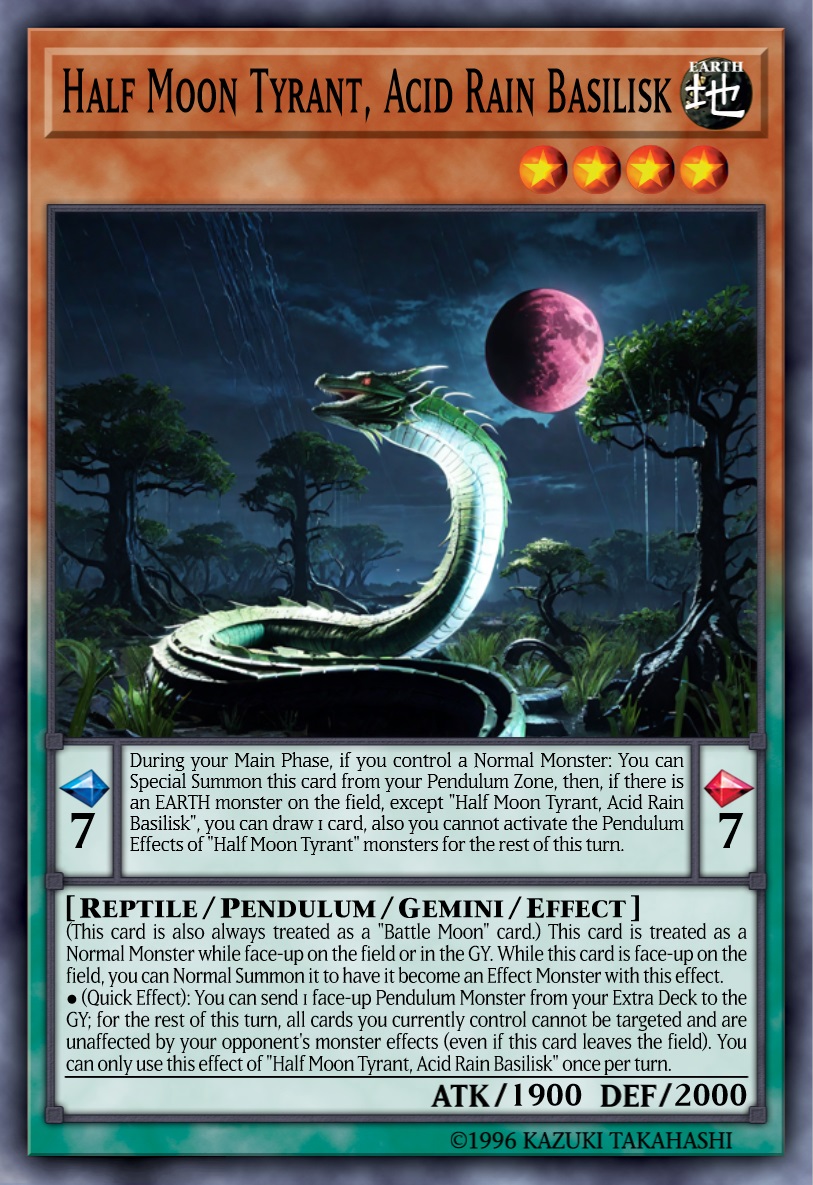 Half Moon Tyrant, Acid Rain Basilisk
EARTH
地
During your Main Phase, if you control a Normal Monster: You can
Special Summon this card from your Pendulum Zone, then, if there is
an EARTH monster on the field, except "Half Moon Tyrant, Acid Rain
Basilisk", you can draw 1 card, also you cannot activate the Pendulum
Effects of "Half Moon Tyrant" monsters for the rest of this turn.
7
7
[ Reptile / Pendulum / Gemini / Effect ]
(This card is also always treated as a "Battle Moon" card.) This card is treated as a
Normal Monster while face-up on the field or in the GY. While this card is face-up on the
field, you can Normal Summon it to have it become an Effect Monster with this effect.
● (Quick Effect): You can send 1 face-up Pendulum Monster from your Extra Deck to the
GY; for the rest of this turn, all cards you currently control cannot be targeted and are
unaffected by your opponent's monster effects (even if this card leaves the field). You
can only use this effect of "Half Moon Tyrant, Acid Rain Basilisk" once per turn.
ATK/1900 DEF/2000
©1996 KAZUKI TAKAHASHI